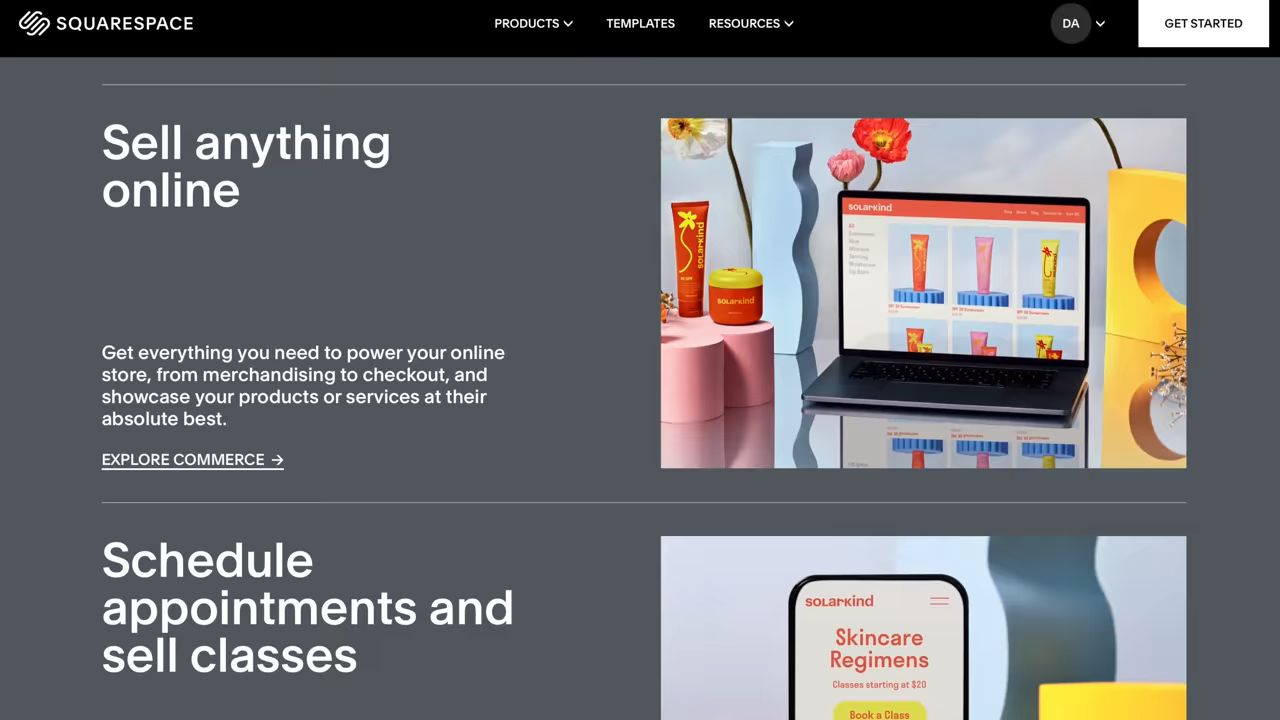 SQUARESPACE
PRODUCTS
TEMPLATES
RESOURCES
DA
GET STARTED
Sell anything
online
Get everything you need to power your online
store, from merchandising to checkout, and
showcase your products or services at their
absolute best.
EXPLORE COMMERCE →
solarkind
solarkind
solarkind
Schedule
appointments and
sell classes
solarkind
Skincare
Regimens
Classes starting at $20
Book a Class